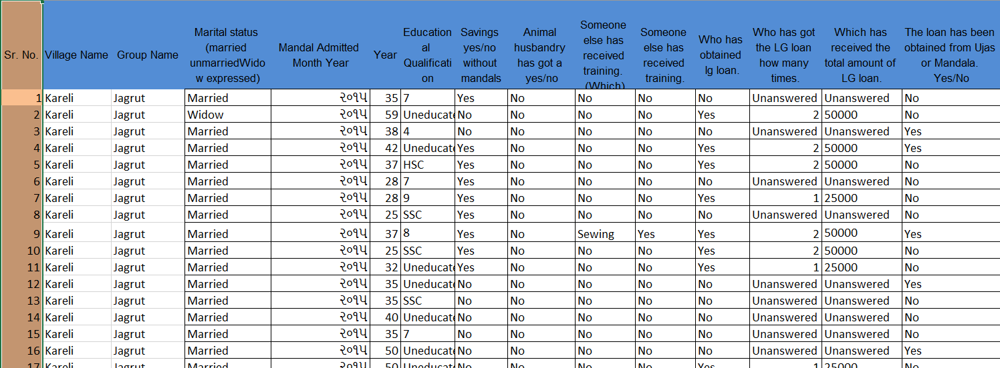 Sr. No. Village Name Group Name Marital status (married unmarriedWidow expressed) Mandal Admitted Month Year Year Educational Qualification Savings yes/no without mandals Animal husbandry has got a yes/no Someone else has received training. (Which) Someone else has received training. Who has obtained lg loan. Who has got the LG loan how many times. Which has received the total amount of LG loan. The loan has been obtained from Ujas or Mandala. Yes/No
1 Kareli Jagrut Married ૨૦૧૫ 35 7 Yes No No No No Unanswered Unanswered No
2 Kareli Jagrut Widow ૨૦૧૫ 59 Uneducate No No No No Yes 2 50000 No
3 Kareli Jagrut Married ૨૦૧૫ 38 4 No No No No No Unanswered Unanswered Yes
4 Kareli Jagrut Married ૨૦૧૫ 42 Uneducate Yes No No No Yes 2 50000 Yes
5 Kareli Jagrut Married ૨૦૧૫ 37 HSC Yes No No No Yes 2 50000 No
6 Kareli Jagrut Married ૨૦૧૫ 28 7 Yes No No No No Unanswered Unanswered No
7 Kareli Jagrut Married ૨૦૧૫ 28 9 Yes No No No Yes 1 25000 No
8 Kareli Jagrut Married ૨૦૧૫ 25 SSC Yes No No No No Unanswered Unanswered No
9 Kareli Jagrut Married ૨૦૧૫ 37 8 Yes No Sewing Yes Yes 2 50000 Yes
10 Kareli Jagrut Married ૨૦૧૫ 25 SSC Yes No No No Yes 2 50000 No
11 Kareli Jagrut Married ૨૦૧૫ 32 Uneducate Yes No No No Yes 1 25000 No
12 Kareli Jagrut Married ૨૦૧૫ 35 Uneducate No No No No No Unanswered Unanswered Yes
13 Kareli Jagrut Married ૨૦૧૫ 35 SSC No No No No No Unanswered Unanswered No
14 Kareli Jagrut Married ૨૦૧૫ 40 Uneducate No No No No No Unanswered Unanswered No
15 Kareli Jagrut Married ૨૦૧૫ 35 7 No No No No No Unanswered Unanswered No
16 Kareli Jagrut Married ૨૦૧૫ 50 Uneducate No No No No No Unanswered Unanswered Yes
17 Kareli Jagrut Married ૨૦૧૫ 50 Uneducate No No No No Yes 1 25000 No